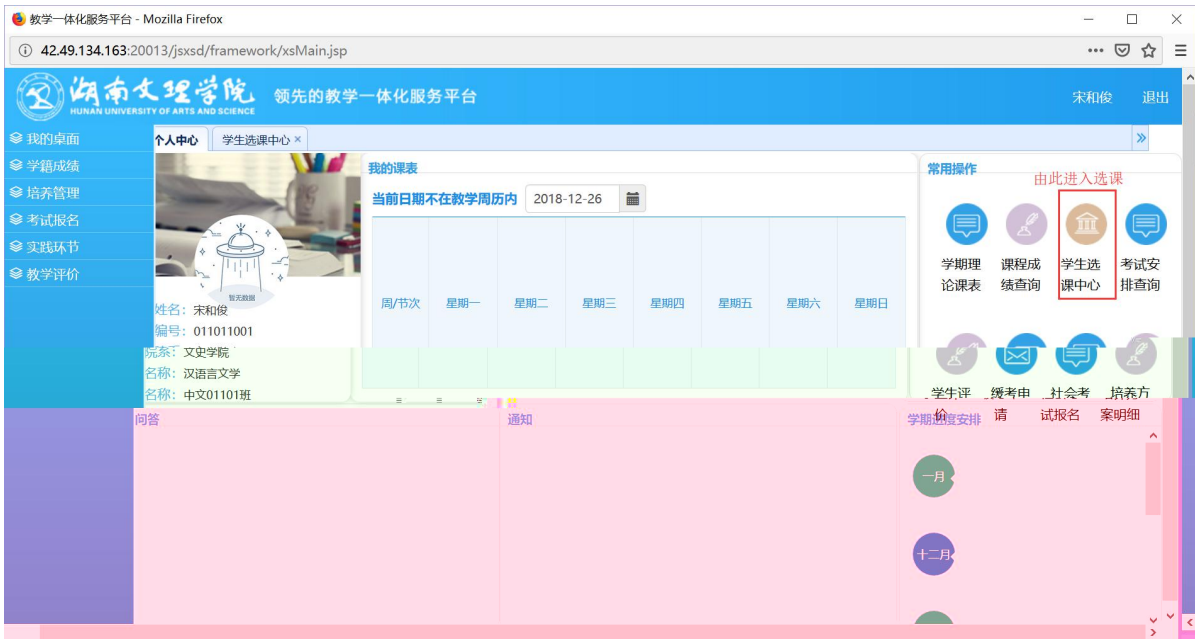 教学一体化服务平台 - Mozilla Firefox
42.49.134.163:20013/jsxsd/framework/xsMain.jsp
湖南文理学院
HUNAN UNIVERSITY OF ARTS AND SCIENCE
领先的教学一体化服务平台
宋和俊 退出
我的桌面
学籍成绩
培养管理
考试报名
实践环节
教学评价
个人中心 学生选课中心 ×
暂无数据
姓名：宋和俊
编号：011011001
院系：文史学院
名称：汉语言文学
名称：中文01101班
我的课表
当前日期不在教学周历内 2018-12-26
周/节次 星期一 星期二 星期三 星期四 星期五 星期六 星期日
常用操作
由此进入选课
学期理论课表
课程成绩查询
学生选课中心
考试安排查询
学生评价
缓考申请
社会考试报名
培养方案明细
问答
通知
学期进度安排
一月
十二月